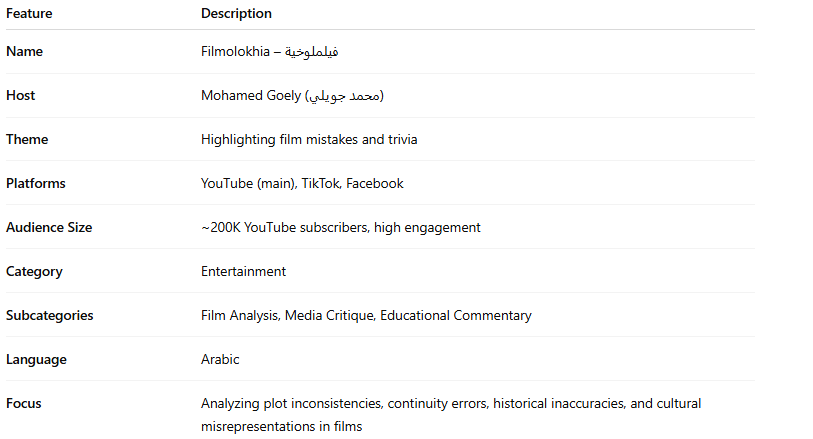 Feature Description
Name Filmolokhia – فيلملوخية
Host Mohamed Goely (محمد جويلي)
Theme Highlighting film mistakes and trivia
Platforms YouTube (main), TikTok, Facebook
Audience Size ~200K YouTube subscribers, high engagement
Category Entertainment
Subcategories Film Analysis, Media Critique, Educational Commentary
Language Arabic
Focus Analyzing plot inconsistencies, continuity errors, historical inaccuracies, and cultural
misrepresentations in films